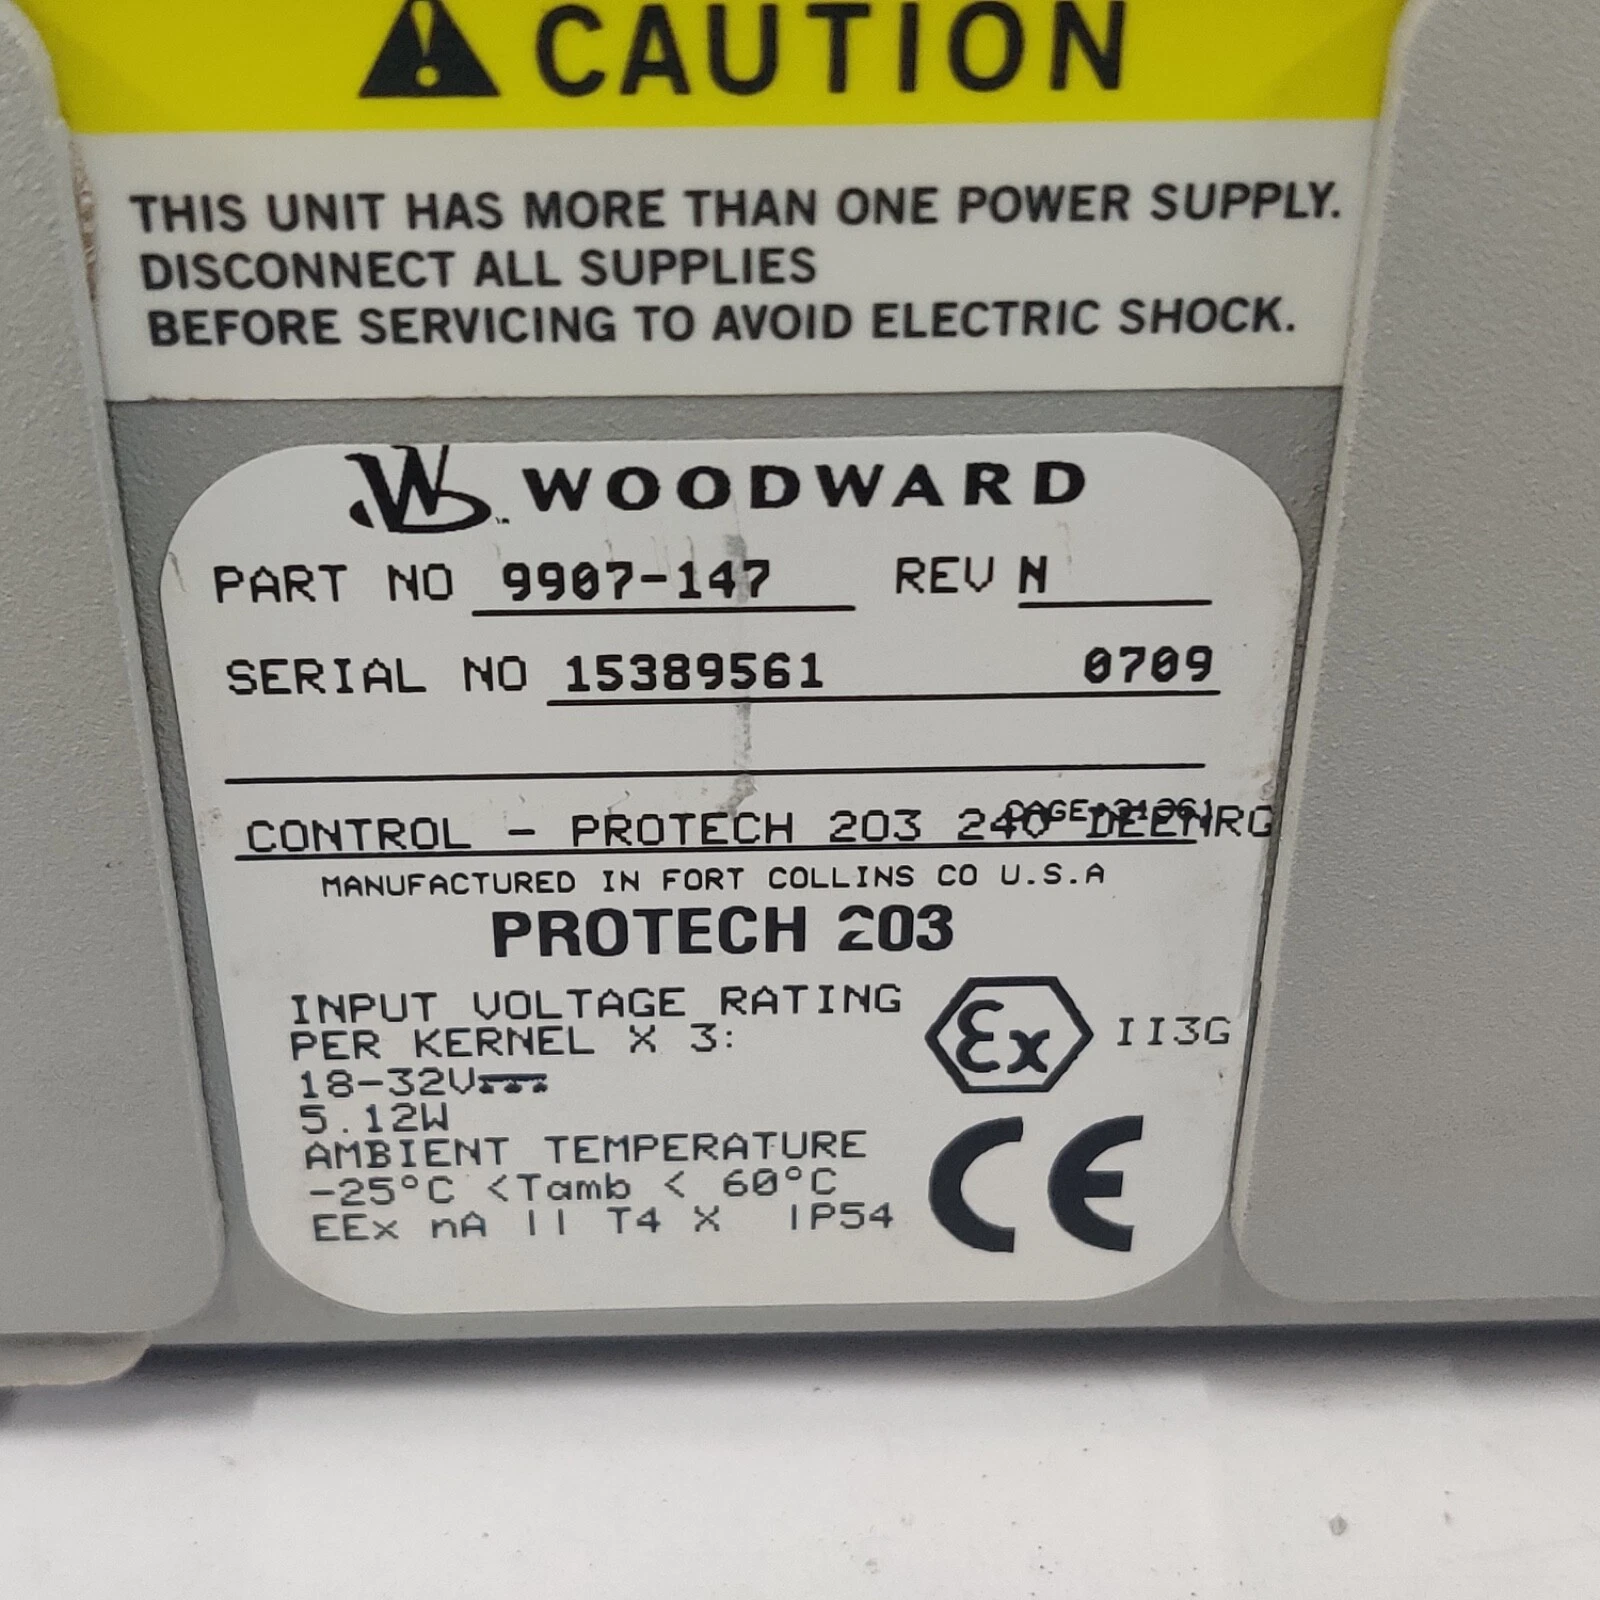 CAUTION
THIS UNIT HAS MORE THAN ONE POWER SUPPLY.
DISCONNECT ALL SUPPLIES
BEFORE SERVICING TO AVOID ELECTRIC SHOCK.
WOODWARD
PART NO 9907-147 REV N
SERIAL NO 15389561 0709
CONTROL - PROTECH 203 240
MANUFACTURED IN FORT COLLINS CO U.S.A
PROTECH 203
INPUT VOLTAGE RATING
PER KERNEL X 3:
18-32V
5.12W
AMBIENT TEMPERATURE
-25°C <Tamb < 60°C
EEx nA II T4 X IP54
Ex II3G
CE